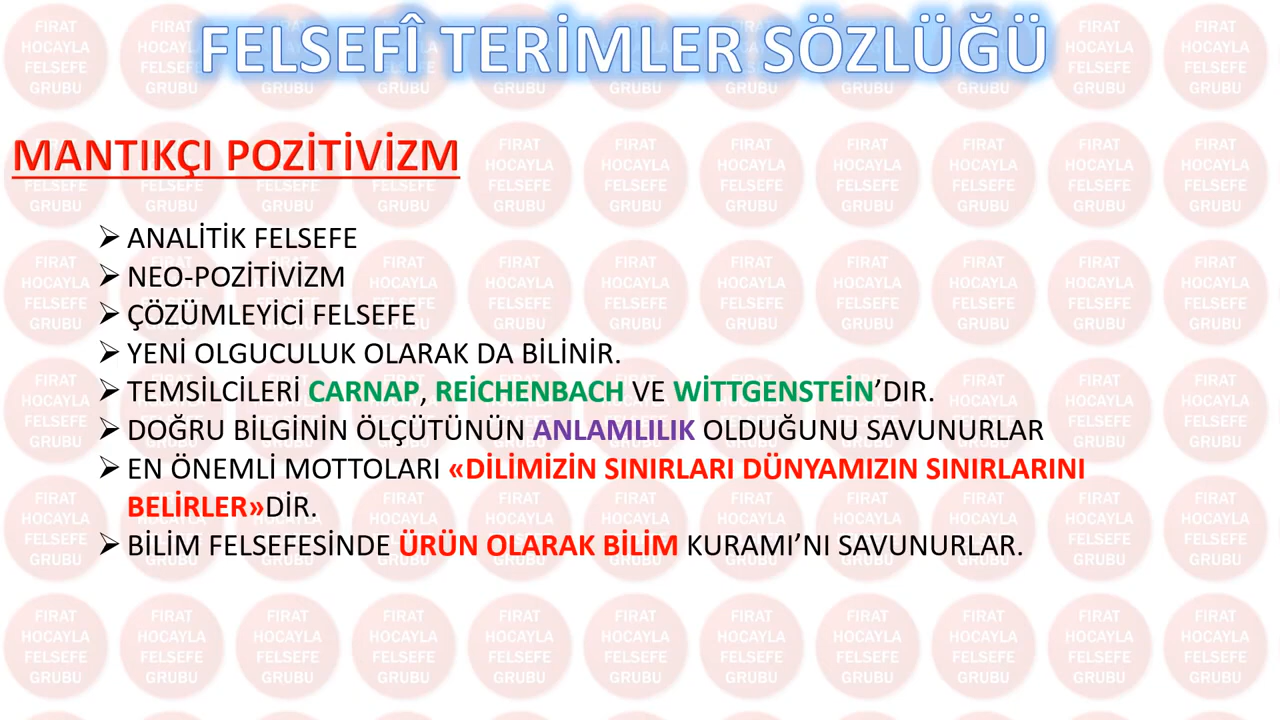 FELSEFÎ TERİMLER SÖZLÜĞÜ
MANTIKÇI POZİTİVİZM
➢ ANALİTİK FELSEFE
➢ NEO-POZİTİVİZM
➢ ÇÖZÜMLEYİCİ FELSEFE
➢ YENİ OLGUCULUK OLARAK DA BİLİNİR.
➢ TEMSİLCİLERİ CARNAP, REİCHENBACH VE WİTTGENSTEİN’DIR.
➢ DOĞRU BİLGİNİN ÖLÇÜTÜNÜN ANLAMLILIK OLDUĞUNU SAVUNURLAR
➢ EN ÖNEMLİ MOTTOLARI «DİLİMİZİN SINIRLARI DÜNYAMIZIN SINIRLARINI
BELİRLER»DİR.
➢ BİLİM FELSEFESİNDE ÜRÜN OLARAK BİLİM KURAMI’NI SAVUNURLAR.
FIRAT
HOCAYLA
FELSEFE
GRUBU